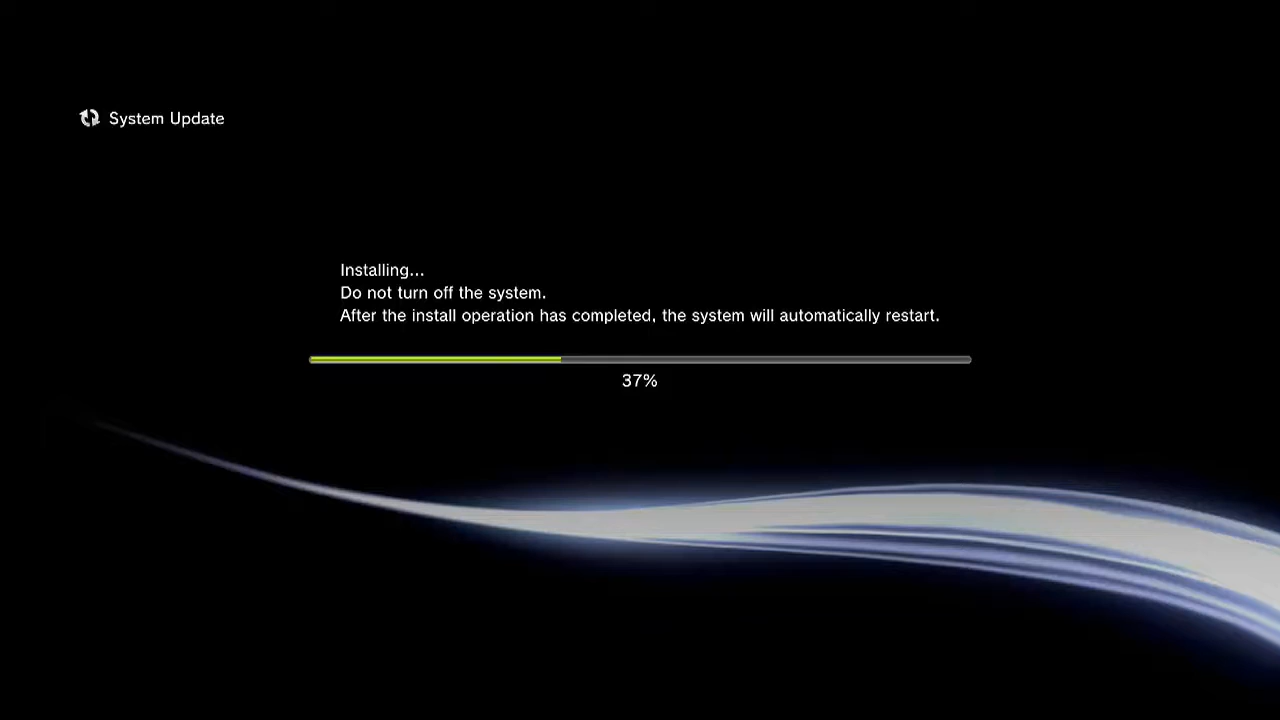 System Update
Installing...
Do not turn off the system.
After the install operation has completed, the system will automatically restart.
37%